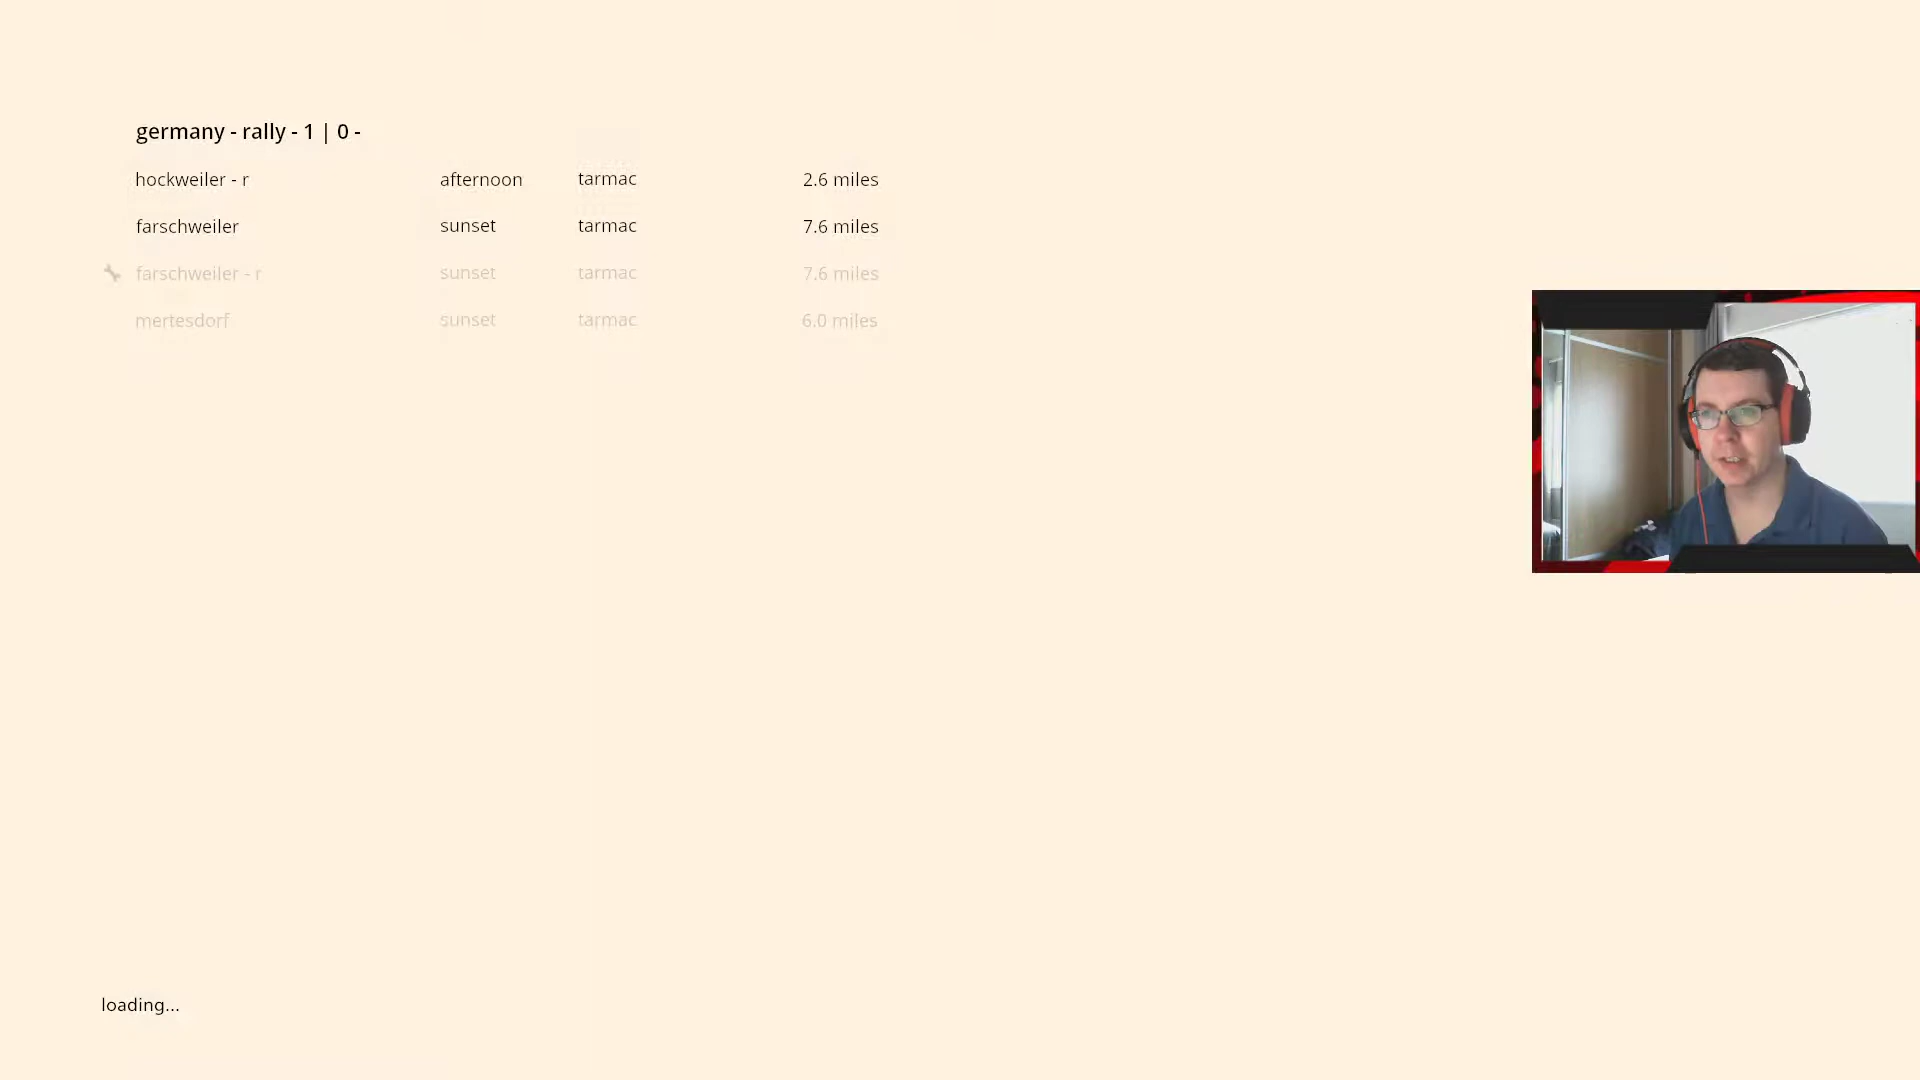 germany - rally - 1 | 0 -
hockweiler - r afternoon tarmac 2.6 miles
farschweiler sunset tarmac 7.6 miles
farschweiler - r sunset tarmac 7.6 miles
mertesdorf sunset tarmac 6.0 miles
loading...